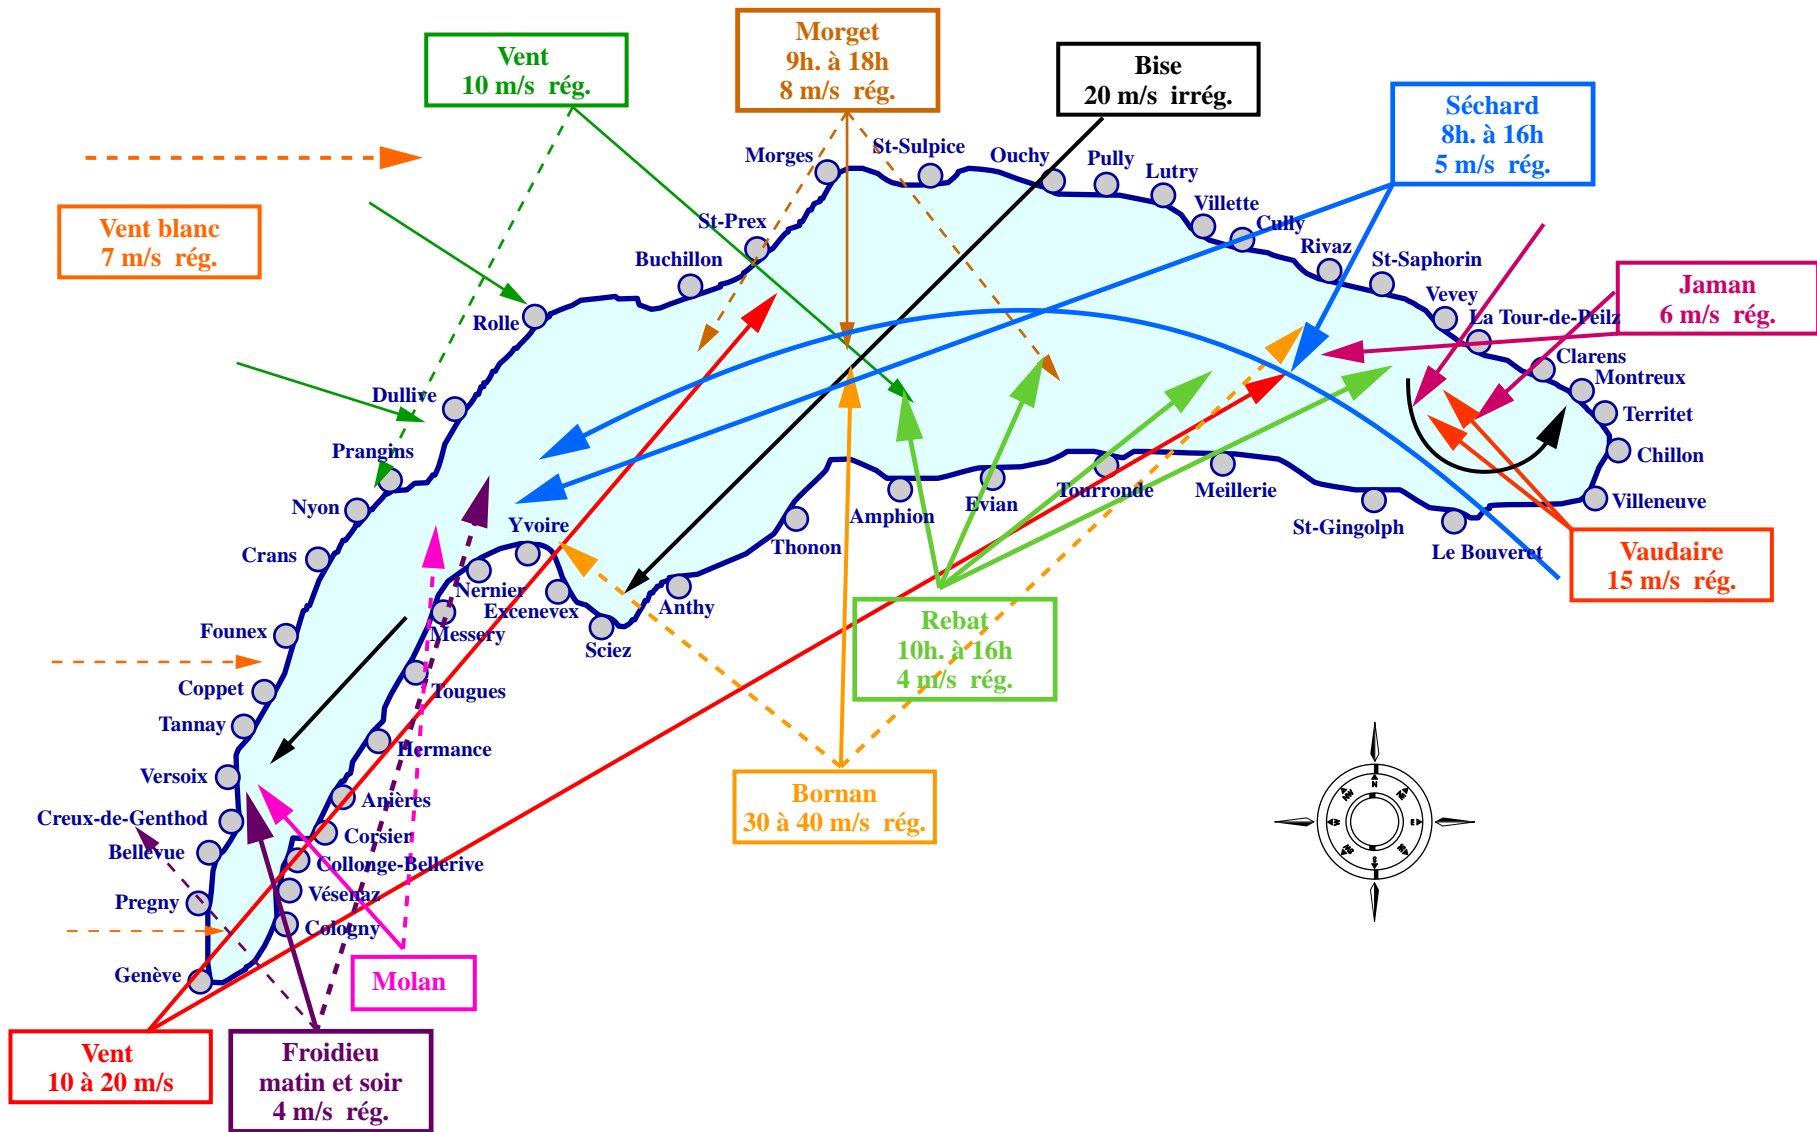 Vent
10 m/s rég.
Morget
9h. à 18h
8 m/s rég.
Bise
20 m/s irrég.
Séchard
8h. à 16h
5 m/s rég.
Vent blanc
7 m/s rég.
Jaman
6 m/s rég.
Morges
St-Sulpice
Ouchy
Pully
Lutry
Villette
Cully
Rivaz
St-Saphorin
Vevey
La Tour-de-Peilz
Clarens
Montreux
Territet
Chillon
Villeneuve
Le Bouveret
St-Gingolph
Meillerie
Tourronde
Evian
Amphion
Thonon
Anthy
Sciez
Excenevex
Yvoire
Nernier
Messery
Tougues
Hermance
Anières
Corsier
Collonge-Bellerive
Vésenaz
Cologny
St-Prex
Buchillon
Rolle
Dullive
Prangins
Nyon
Crans
Founex
Coppet
Tannay
Versoix
Creux-de-Genthod
Bellevue
Pregny
Genève
Vaudaire
15 m/s rég.
Rebat
10h. à 16h
4 m/s rég.
Bornan
30 à 40 m/s rég.
Molan
Vent
10 à 20 m/s
Froidieu
matin et soir
4 m/s rég.
N
NE
E
SE
S
SW
W
NW